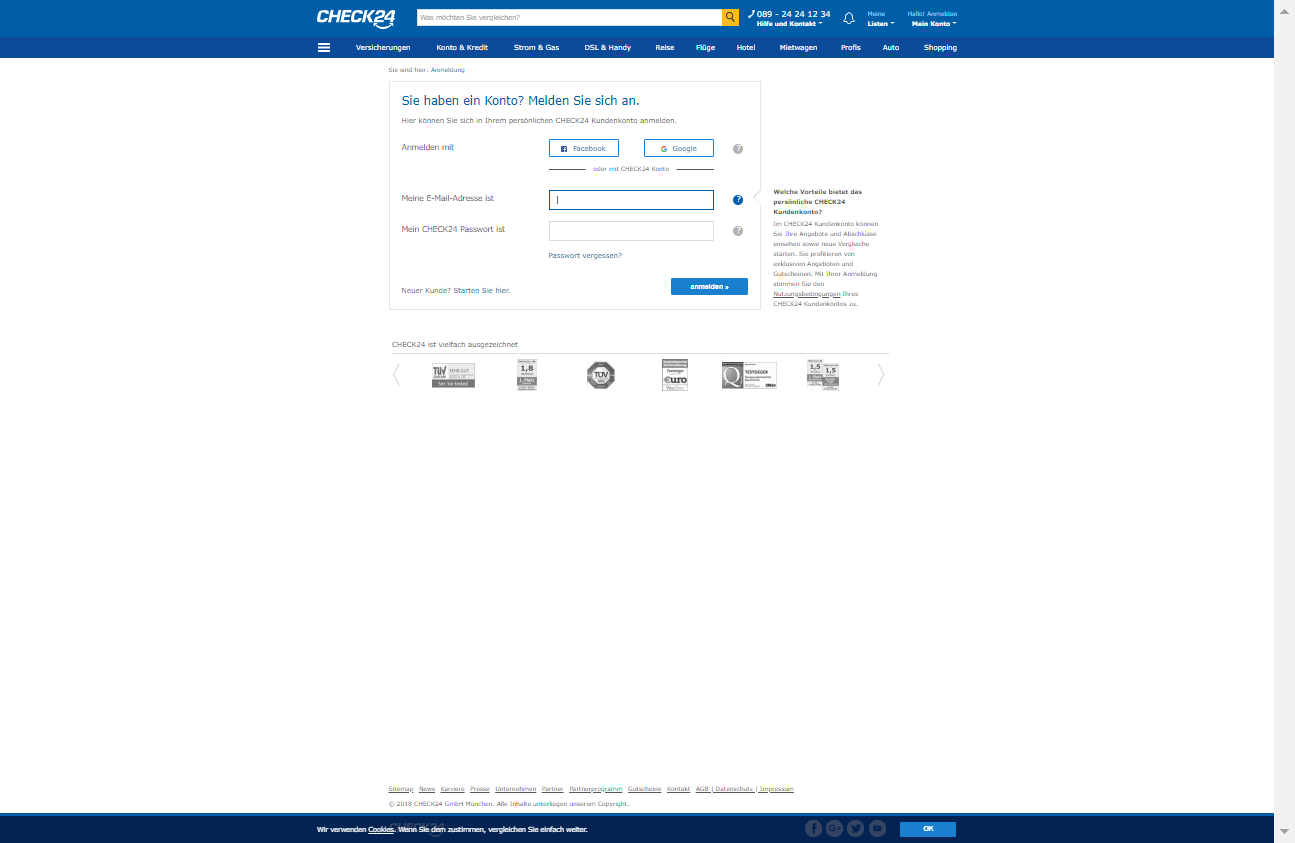 CHECK24
Was möchten Sie vergleichen?
089 - 24 24 12 34
Hilfe und Kontakt
Meine
Listen
Hallo! Anmelden
Mein Konto
Versicherungen Konto & Kredit Strom & Gas DSL & Handy Reise Flüge Hotel Mietwagen Profis Auto Shopping
Sie sind hier: Anmeldung
Sie haben ein Konto? Melden Sie sich an.
Hier können Sie sich in Ihrem persönlichen CHECK24 Kundenkonto anmelden.
Anmelden mit
Facebook
Google
?
oder mit CHECK24 Konto
Meine E-Mail-Adresse ist
?
Mein CHECK24 Passwort ist
?
Passwort vergessen?
Neuer Kunde? Starten Sie hier.
anmelden »
Welche Vorteile bietet das
persönliche CHECK24
Kundenkonto?
Im CHECK24 Kundenkonto können
Sie Ihre Angebote und Abschlüsse
einsehen sowie neue Vergleiche
starten. Sie profitieren von
exklusiven Angeboten und
Gutscheinen. Mit Ihrer Anmeldung
stimmen Sie den
Nutzungsbedingungen Ihres
CHECK24 Kundenkontos zu.
CHECK24 ist vielfach ausgezeichnet
TÜV SEHR GUT
Service tested
1,8
1. Platz
TÜV
Testsieger
€uro
Q TESTSIEGER
1,5
1,5
Sitemap News Karriere Presse Unternehmen Partner Partnerprogramm Gutscheine Kontakt AGB | Datenschutz | Impressum
© 2018 CHECK24 GmbH München. Alle Inhalte unterliegen unserem Copyright.
Wir verwenden Cookies. Wenn Sie dem zustimmen, vergleichen Sie einfach weiter.
CHECK24
OK